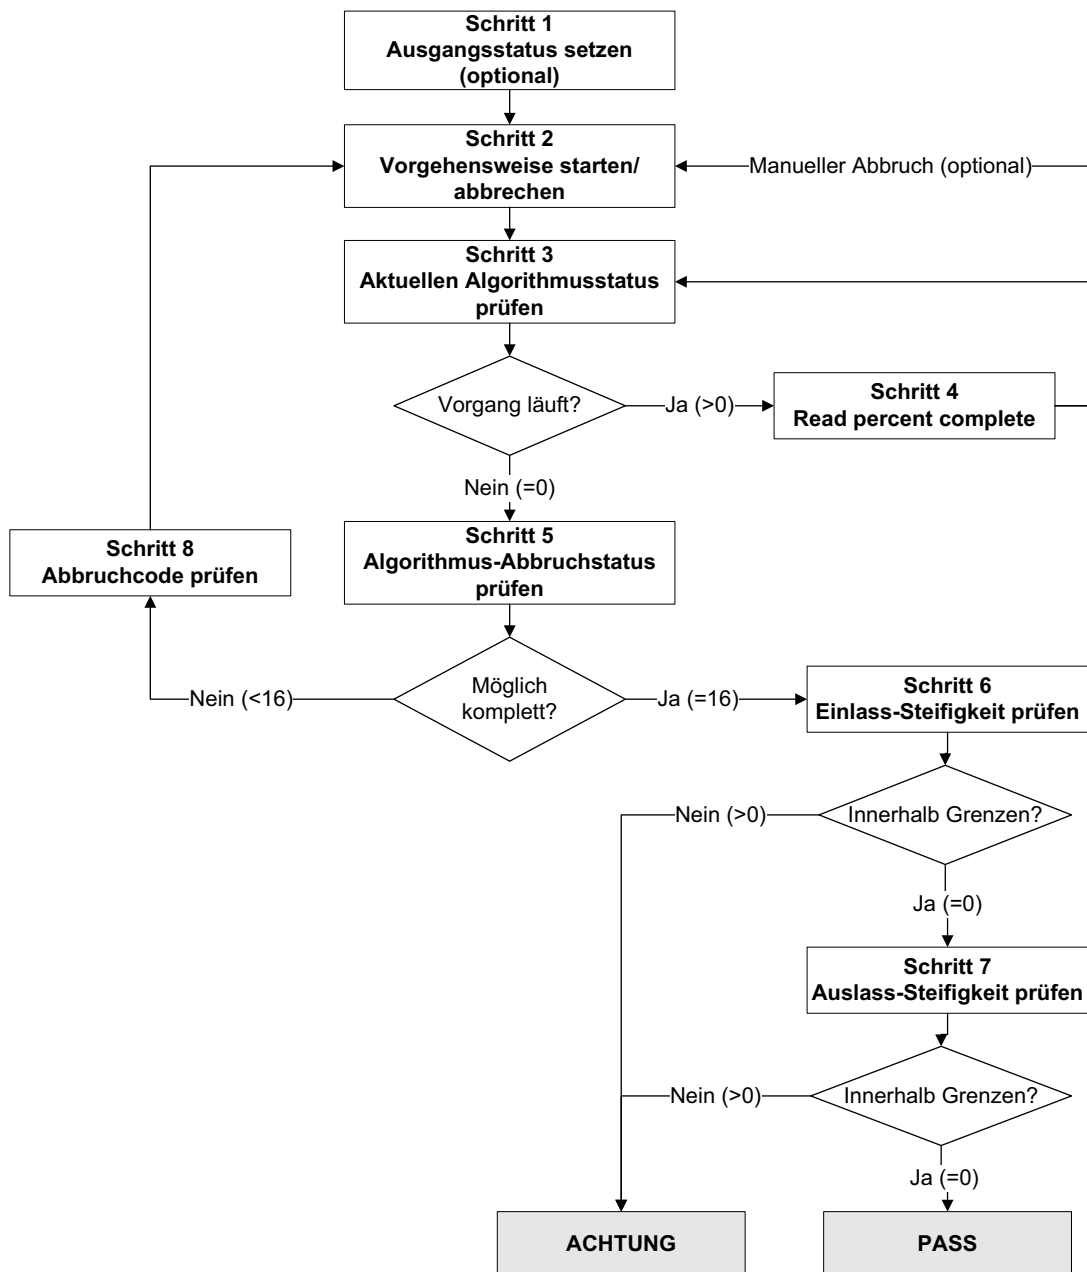 Schritt 1
Ausgangsstatus setzen
(optional)
Schritt 2
Vorgehensweise starten/
abbrechen
Manueller Abbruch (optional)
Schritt 3
Aktuellen Algorithmusstatus
prüfen
Vorgang läuft?
Ja (>0)
Schritt 4
Read percent complete
Nein (=0)
Schritt 5
Algorithmus-Abbruchstatus
prüfen
Schritt 8
Abbruchcode prüfen
Nein (<16)
Möglich
komplett?
Ja (=16)
Schritt 6
Einlass-Steifigkeit prüfen
Nein (>0)
Innerhalb Grenzen?
Ja (=0)
Schritt 7
Auslass-Steifigkeit prüfen
Nein (>0)
Innerhalb Grenzen?
Ja (=0)
ACHTUNG
PASS